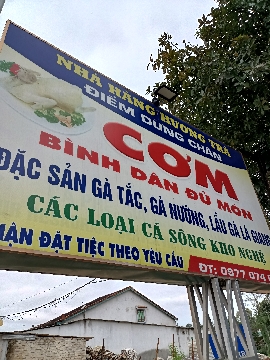 NHÀ HÀNG HƯƠNG TRÀ
ĐIỂM DỪNG CHÂN
CƠM
BÌNH DÂN ĐỦ MÓN
ĐẶC SẢN GÀ TẮC, GÀ NƯỚNG, LẨU GÀ LÁ GIANG
CÁC LOẠI CÁ SÔNG KHO NGHỆ
NHẬN ĐẶT TIỆC THEO YÊU CẦU
ĐT: 0977 074